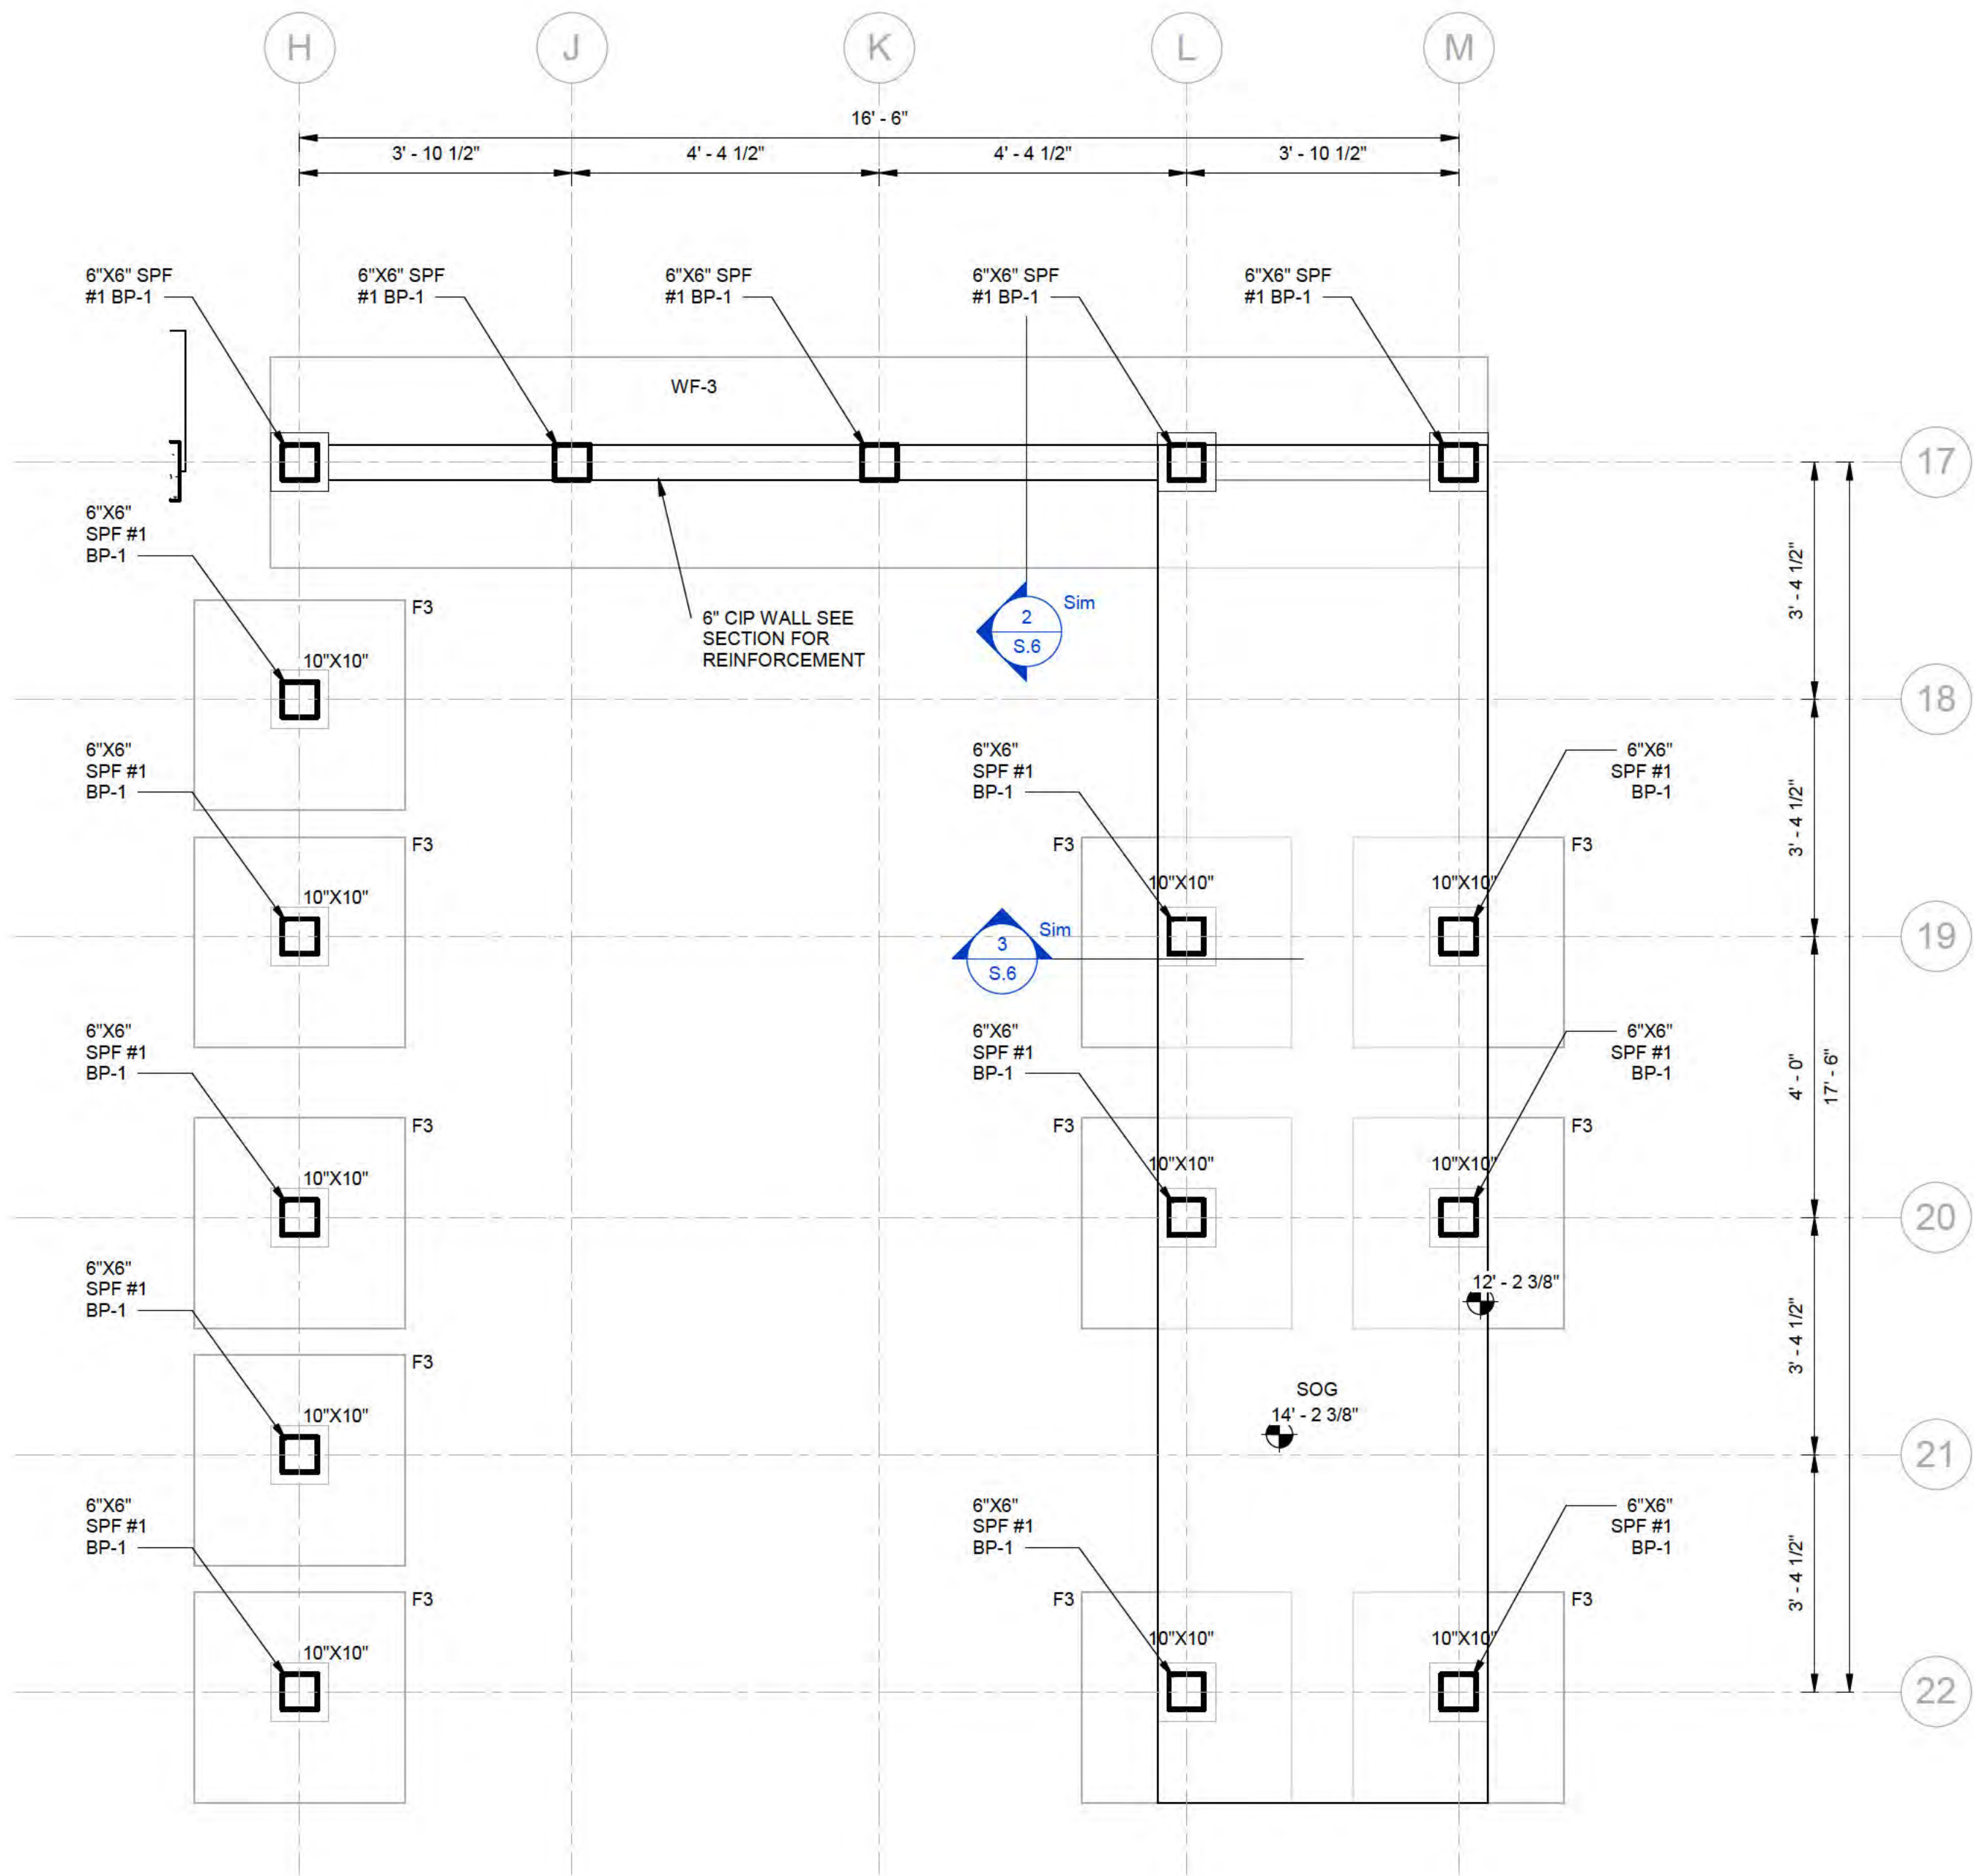 H
J
K
L
M
16' - 6"
3' - 10 1/2"
4' - 4 1/2"
4' - 4 1/2"
3' - 10 1/2"
6"X6" SPF
#1 BP-1
6"X6" SPF
#1 BP-1
6"X6" SPF
#1 BP-1
6"X6" SPF
#1 BP-1
6"X6" SPF
#1 BP-1
WF-3
17
6"X6"
SPF #1
BP-1
3' - 4 1/2"
F3
6" CIP WALL SEE
SECTION FOR
REINFORCEMENT
2
S.6
Sim
10"X10"
18
6"X6"
SPF #1
BP-1
6"X6"
SPF #1
BP-1
6"X6"
SPF #1
BP-1
3' - 4 1/2"
F3
F3
F3
10"X10"
10"X10"
10"X10"
3
S.6
Sim
19
6"X6"
SPF #1
BP-1
6"X6"
SPF #1
BP-1
6"X6"
SPF #1
BP-1
4' - 0"
17' - 6"
F3
F3
F3
10"X10"
10"X10"
10"X10"
20
6"X6"
SPF #1
BP-1
12' - 2 3/8"
3' - 4 1/2"
F3
SOG
14' - 2 3/8"
10"X10"
21
6"X6"
SPF #1
BP-1
6"X6"
SPF #1
BP-1
6"X6"
SPF #1
BP-1
3' - 4 1/2"
F3
F3
F3
10"X10"
10"X10"
10"X10"
22